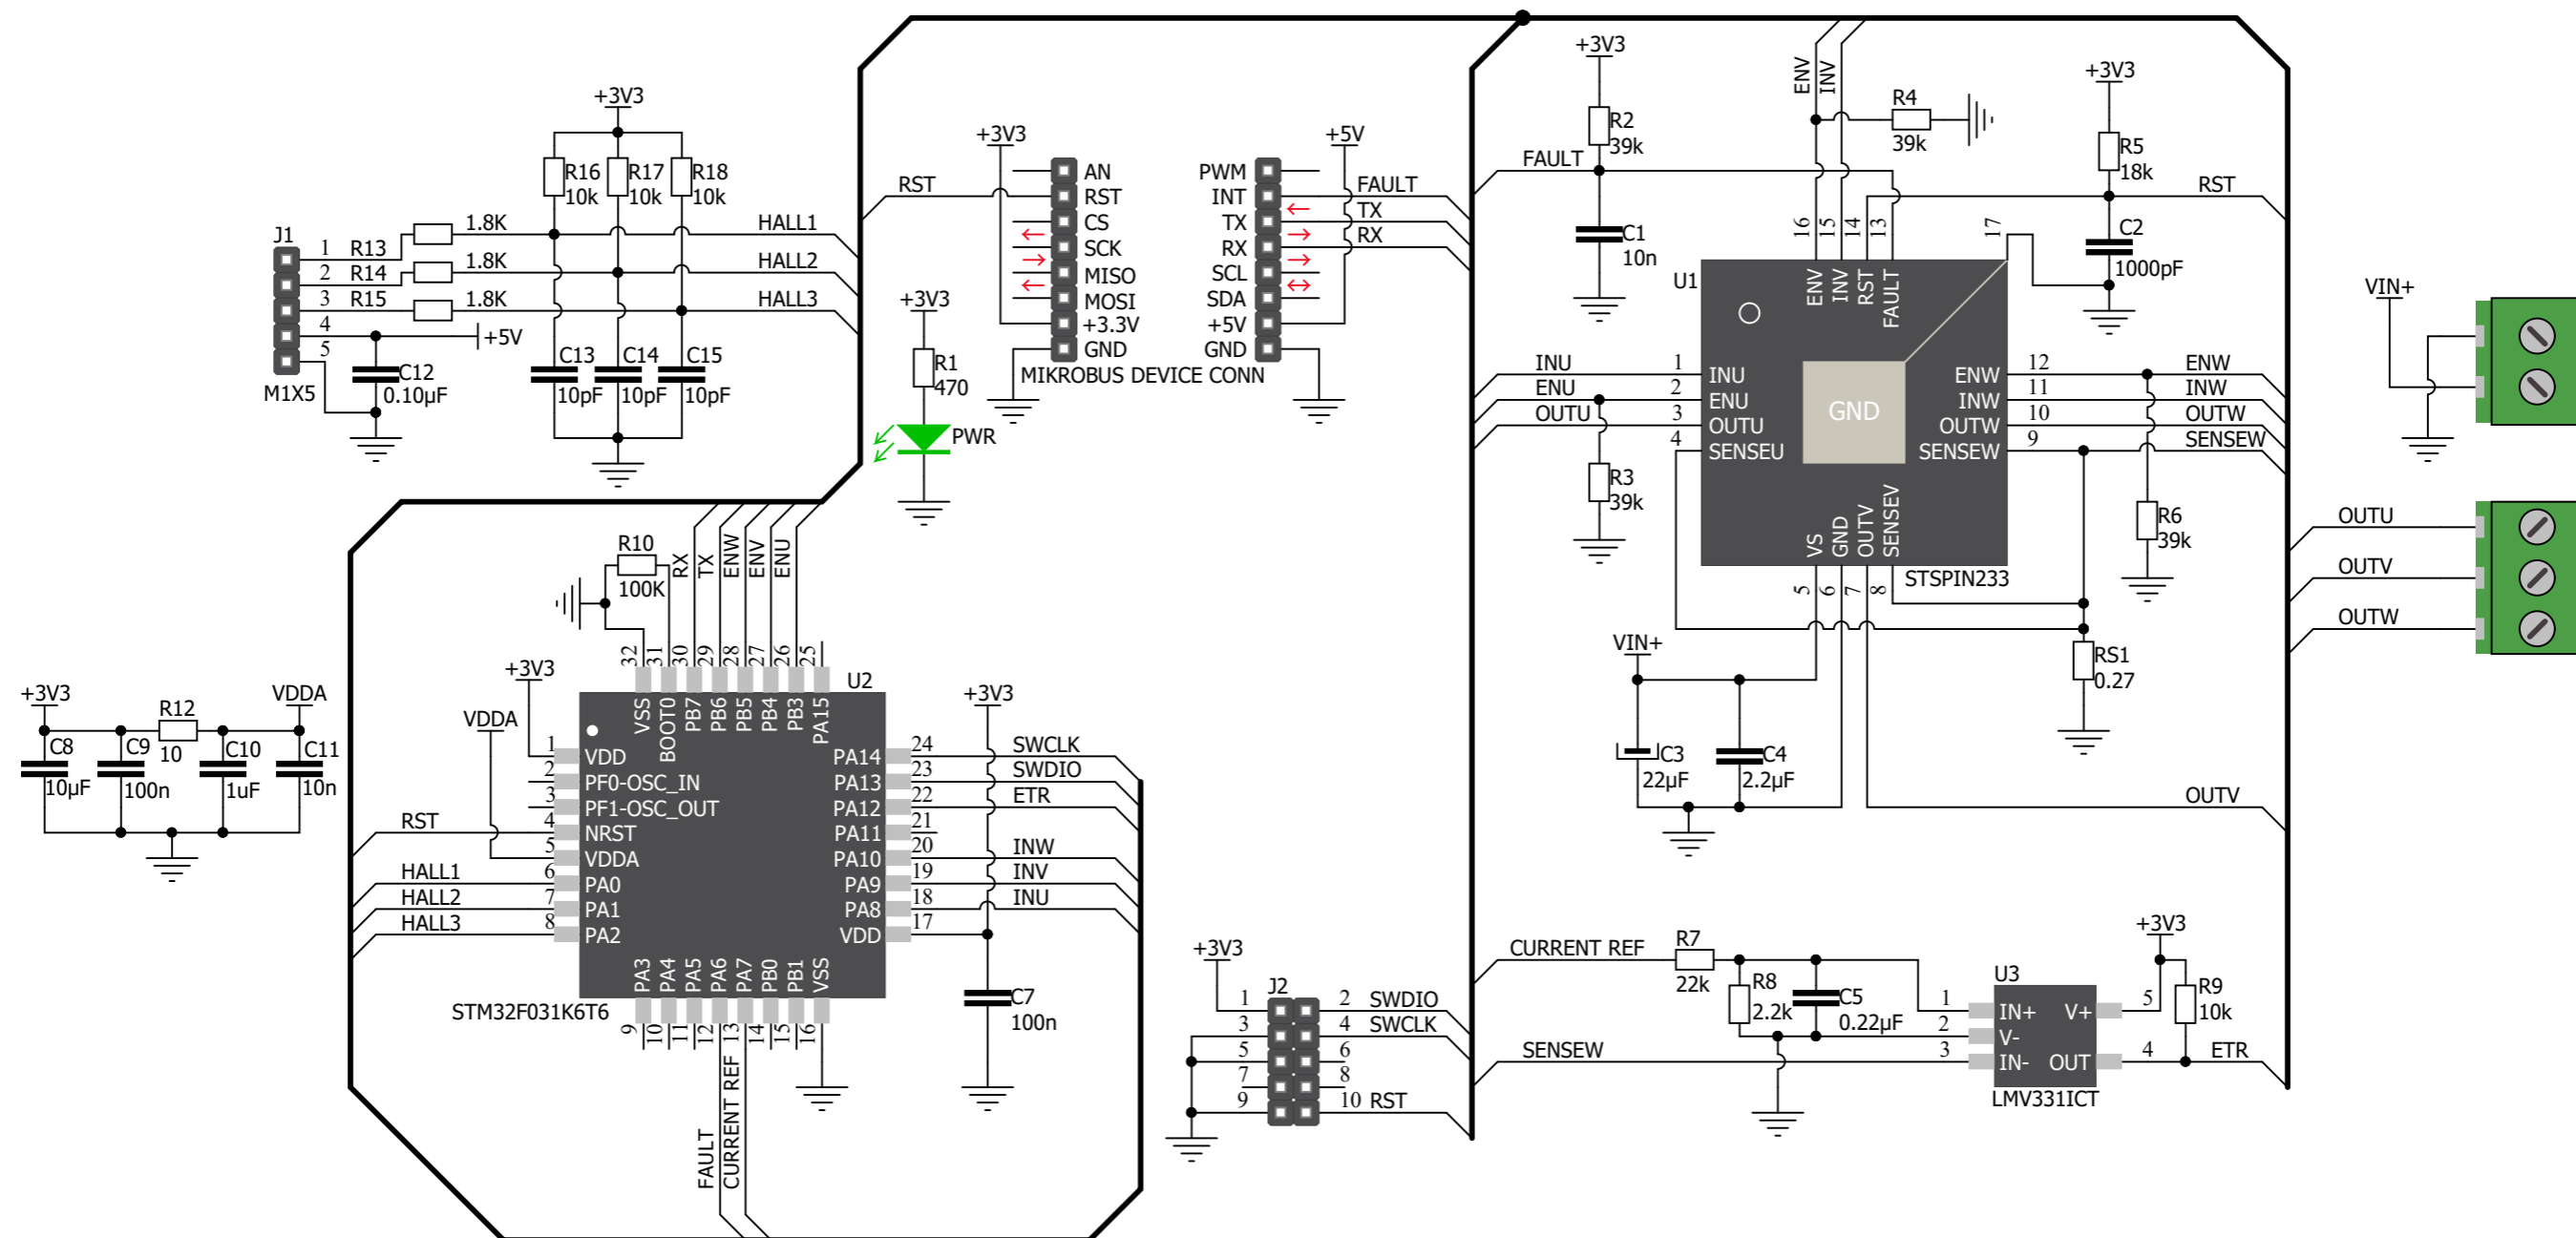 +3V3
R16
10k
R17
10k
R18
10k
J1
1 R13 1.8K HALL1
2 R14 1.8K HALL2
3 R15 1.8K HALL3
4 +5V
5
M1X5
C12
0.10µF
C13
10pF
C14
10pF
C15
10pF
+3V3
+5V
RST
AN
RST
CS
SCK
MISO
MOSI
+3.3V
GND
PWM
INT
TX
RX
SCL
SDA
+5V
GND
FAULT
TX
RX
MIKROBUS DEVICE CONN
+3V3
R1
470
PWR
+3V3
R2
39k
FAULT
C1
10n
ENV
INV
R4
39k
+3V3
R5
18k
RST
C2
1000pF
16
15
14
13
17
U1
ENV
INV
RST
FAULT
INU 1 INU
ENU 2 ENU
OUTU 3 OUTU
4 SENSEU
GND
ENW 12 ENW
INW 11 INW
OUTW 10 OUTW
SENSEW 9 SENSEW
VS
GND
OUTV
SENSEV
STSPIN233
5
6
7
8
R3
39k
R6
39k
VIN+
C3
22µF
C4
2.2µF
RS1
0.27
OUTV
VIN+
OUTU
OUTV
OUTW
+3V3
C8
10µF
C9
100n
R12
10
C10
1uF
VDDA
C11
10n
R10
100K
RX
TX
ENW
ENV
ENU
32
31
30
29
28
27
26
25
+3V3
VDDA
U2
VSS
BOOT0
PB7
PB6
PB5
PB4
PB3
PA15
1 VDD
2 PF0-OSC_IN
3 PF1-OSC_OUT
RST 4 NRST
5 VDDA
HALL1 6 PA0
HALL2 7 PA1
HALL3 8 PA2
+3V3
PA14 24 SWCLK
PA13 23 SWDIO
PA12 22 ETR
PA11 21
PA10 20 INW
PA9 19 INV
PA8 18 INU
VDD 17
PA3
PA4
PA5
PA6
PA7
PB0
PB1
VSS
STM32F031K6T6
9
10
11
12
13
14
15
16
FAULT
CURRENT REF
C7
100n
+3V3
J2
1 2 SWDIO
3 4 SWCLK
5 6
7 8
9 10 RST
CURRENT REF
R7
22k
R8
2.2k
C5
0.22µF
SENSEW
+3V3
U3
R9
10k
1 IN+
2 V-
3 IN-
V+ 5
OUT 4 ETR
LMV331ICT